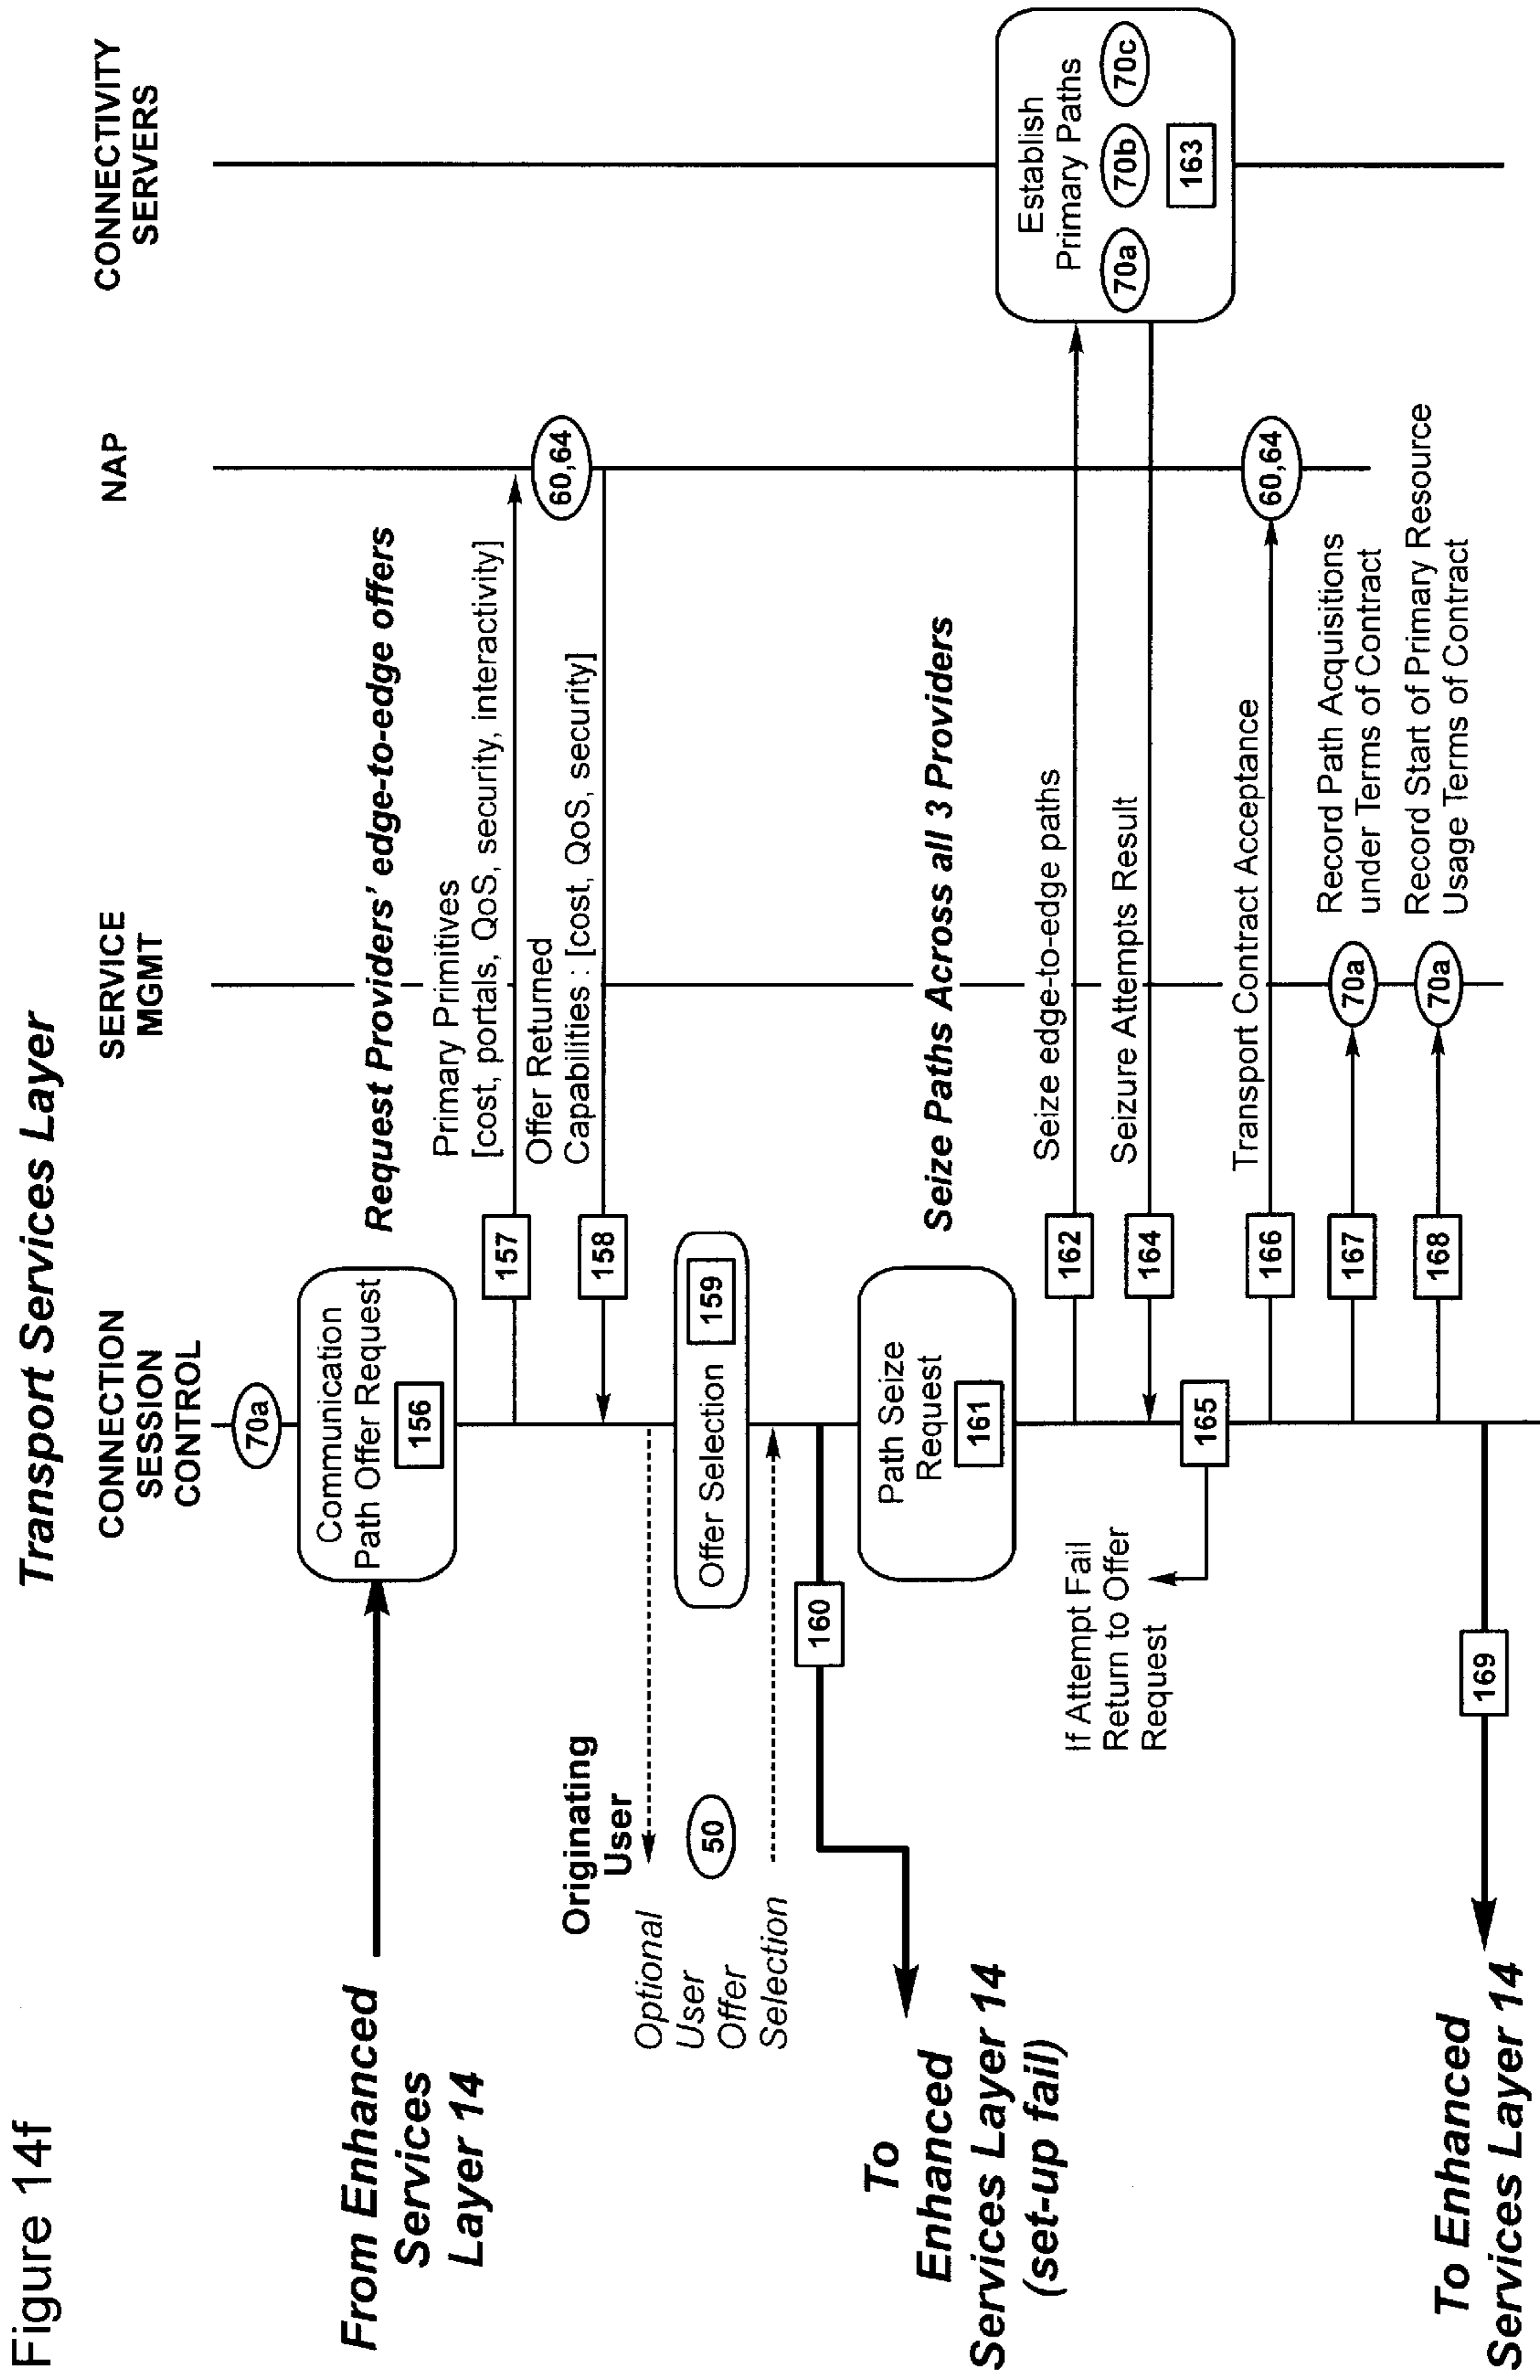 Figure 14f
Transport Services Layer
CONNECTION
SESSION
CONTROL
SERVICE
MGMT
NAP
CONNECTIVITY
SERVERS
70a
From Enhanced
Services
Layer 14
Communication
Path Offer Request
156
Request Providers' edge-to-edge offers
Primary Primitives
[cost, portals, QoS, security, interactivity]
157
60,64
Offer Returned
Capabilities : [cost, QoS, security]
158
Originating
User
Optional
User
Offer
Selection
50
Offer Selection
159
160
To
Enhanced
Services Layer 14
(set-up fail)
Path Seize
Request
161
Seize Paths Across all 3 Providers
Seize edge-to-edge paths
162
Establish
Primary Paths
70a
70b
70c
163
Seizure Attempts Result
164
If Attempt Fail
Return to Offer
Request
165
Transport Contract Acceptance
166
60,64
167
70a
Record Path Acquisitions
under Terms of Contract
168
70a
Record Start of Primary Resource
Usage Terms of Contract
169
To Enhanced
Services Layer 14